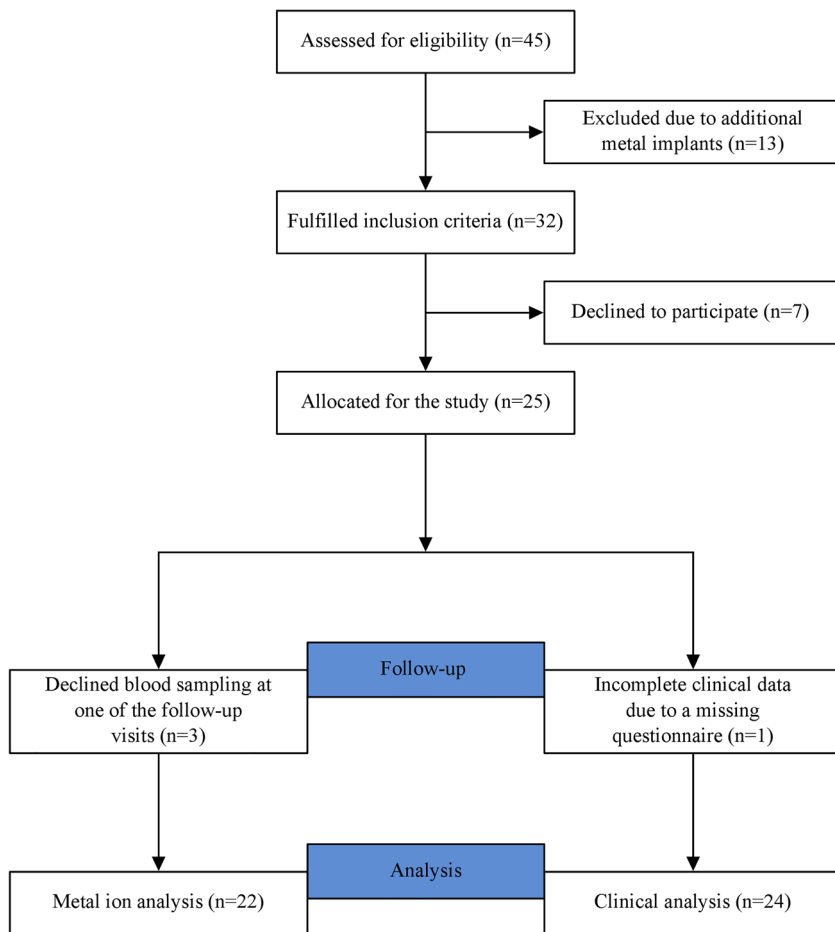 Assessed for eligibility (n=45)
Excluded due to additional
metal implants (n=13)
Fulfilled inclusion criteria (n=32)
Declined to participate (n=7)
Allocated for the study (n=25)
Follow-up
Declined blood sampling at
one of the follow-up
visits (n=3)
Incomplete clinical data
due to a missing
questionnaire (n=1)
Analysis
Metal ion analysis (n=22)
Clinical analysis (n=24)